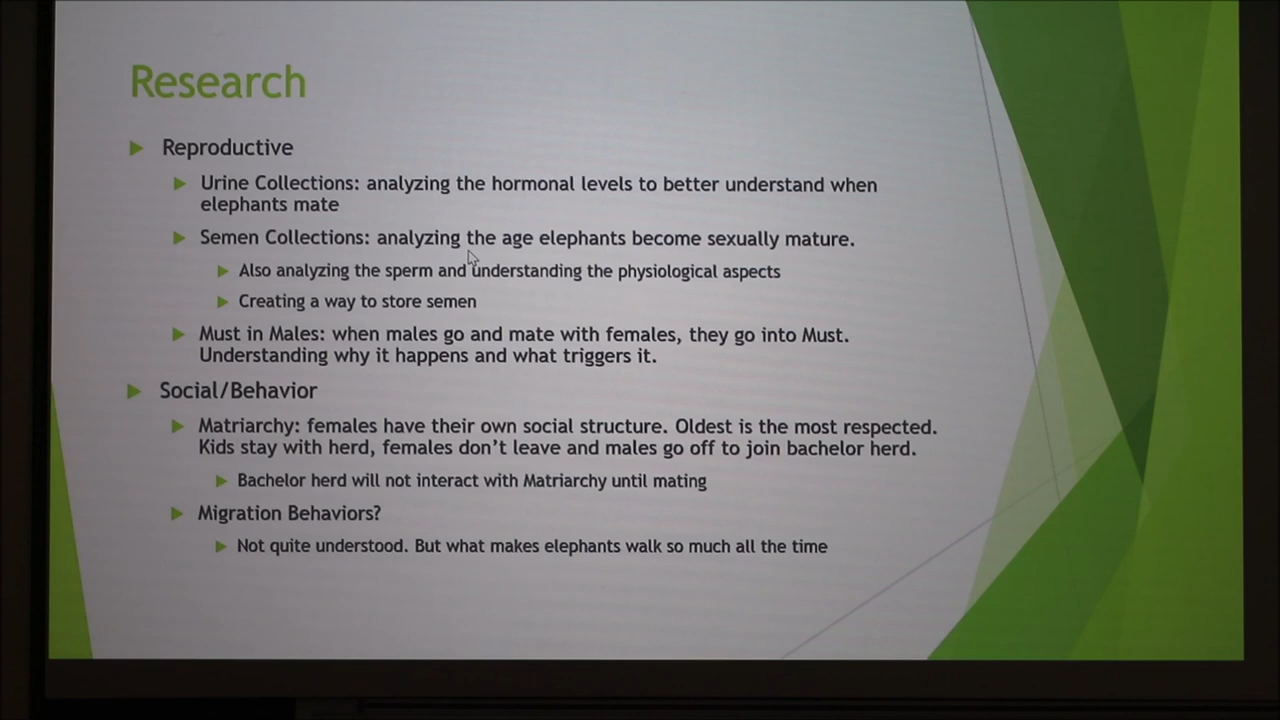 Research
Reproductive
Urine Collections: analyzing the hormonal levels to better understand when
elephants mate
Semen Collections: analyzing the age elephants become sexually mature.
Also analyzing the sperm and understanding the physiological aspects
Creating a way to store semen
Must in Males: when males go and mate with females, they go into Must.
Understanding why it happens and what triggers it.
Social/Behavior
Matriarchy: females have their own social structure. Oldest is the most respected.
Kids stay with herd, females don't leave and males go off to join bachelor herd.
Bachelor herd will not interact with Matriarchy until mating
Migration Behaviors?
Not quite understood. But what makes elephants walk so much all the time